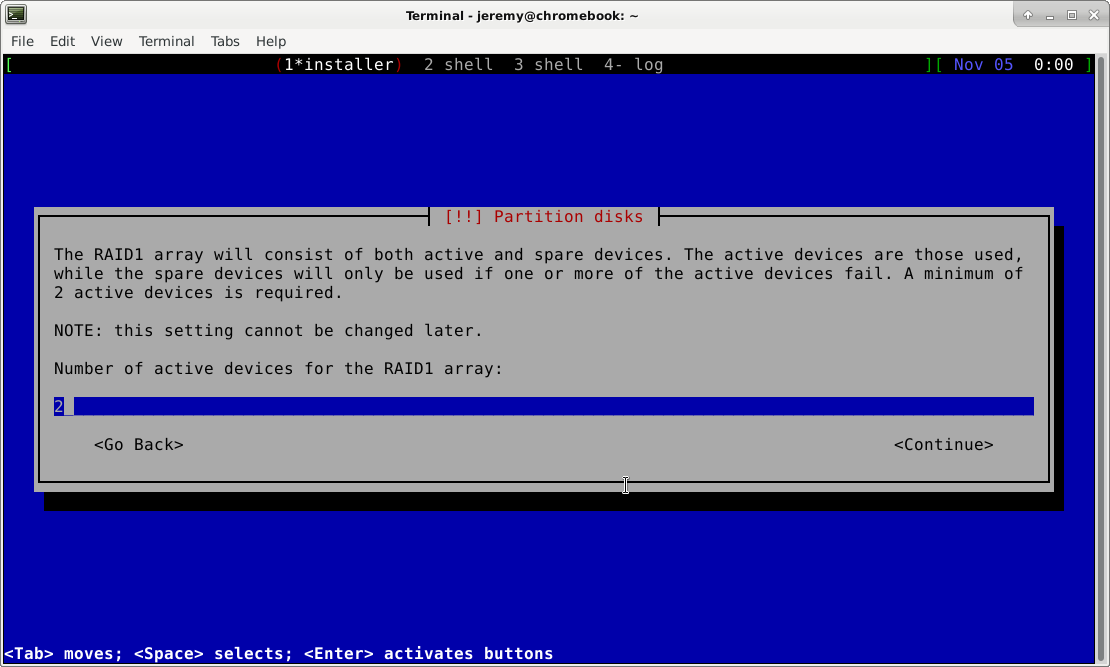 Terminal - jeremy@chromebook: ~
File Edit View Terminal Tabs Help
[ (1*installer) 2 shell 3 shell 4- log ][ Nov 05 0:00 ]
[!!] Partition disks
The RAID1 array will consist of both active and spare devices. The active devices are those used,
while the spare devices will only be used if one or more of the active devices fail. A minimum of
2 active devices is required.
NOTE: this setting cannot be changed later.
Number of active devices for the RAID1 array:
2
<Go Back> <Continue>
<Tab> moves; <Space> selects; <Enter> activates buttons